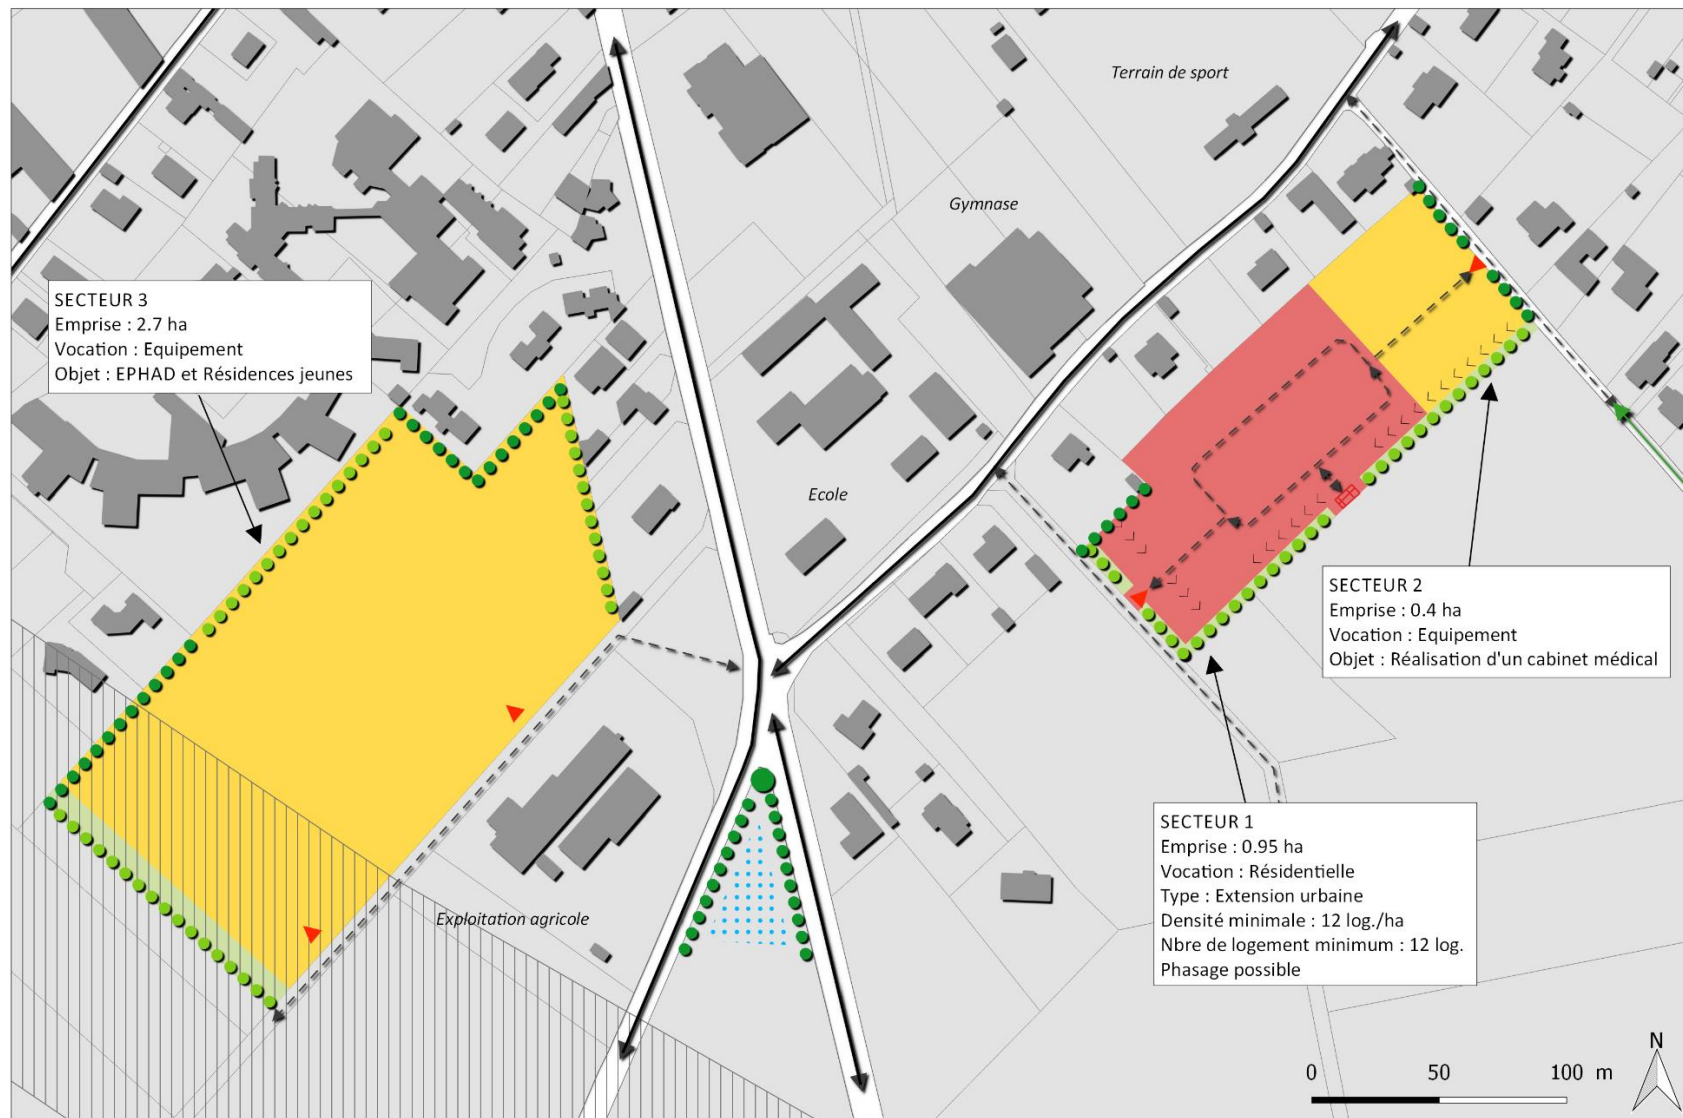 Terrain de sport
Gymnase
SECTEUR 3
Emprise : 2.7 ha
Vocation : Equipement
Objet : EPHAD et Résidences jeunes
Ecole
SECTEUR 2
Emprise : 0.4 ha
Vocation : Equipement
Objet : Réalisation d'un cabinet médical
SECTEUR 1
Emprise : 0.95 ha
Vocation : Résidentielle
Type : Extension urbaine
Densité minimale : 12 log./ha
Nbre de logement minimum : 12 log.
Phasage possible
Exploitation agricole
N
0 50 100 m